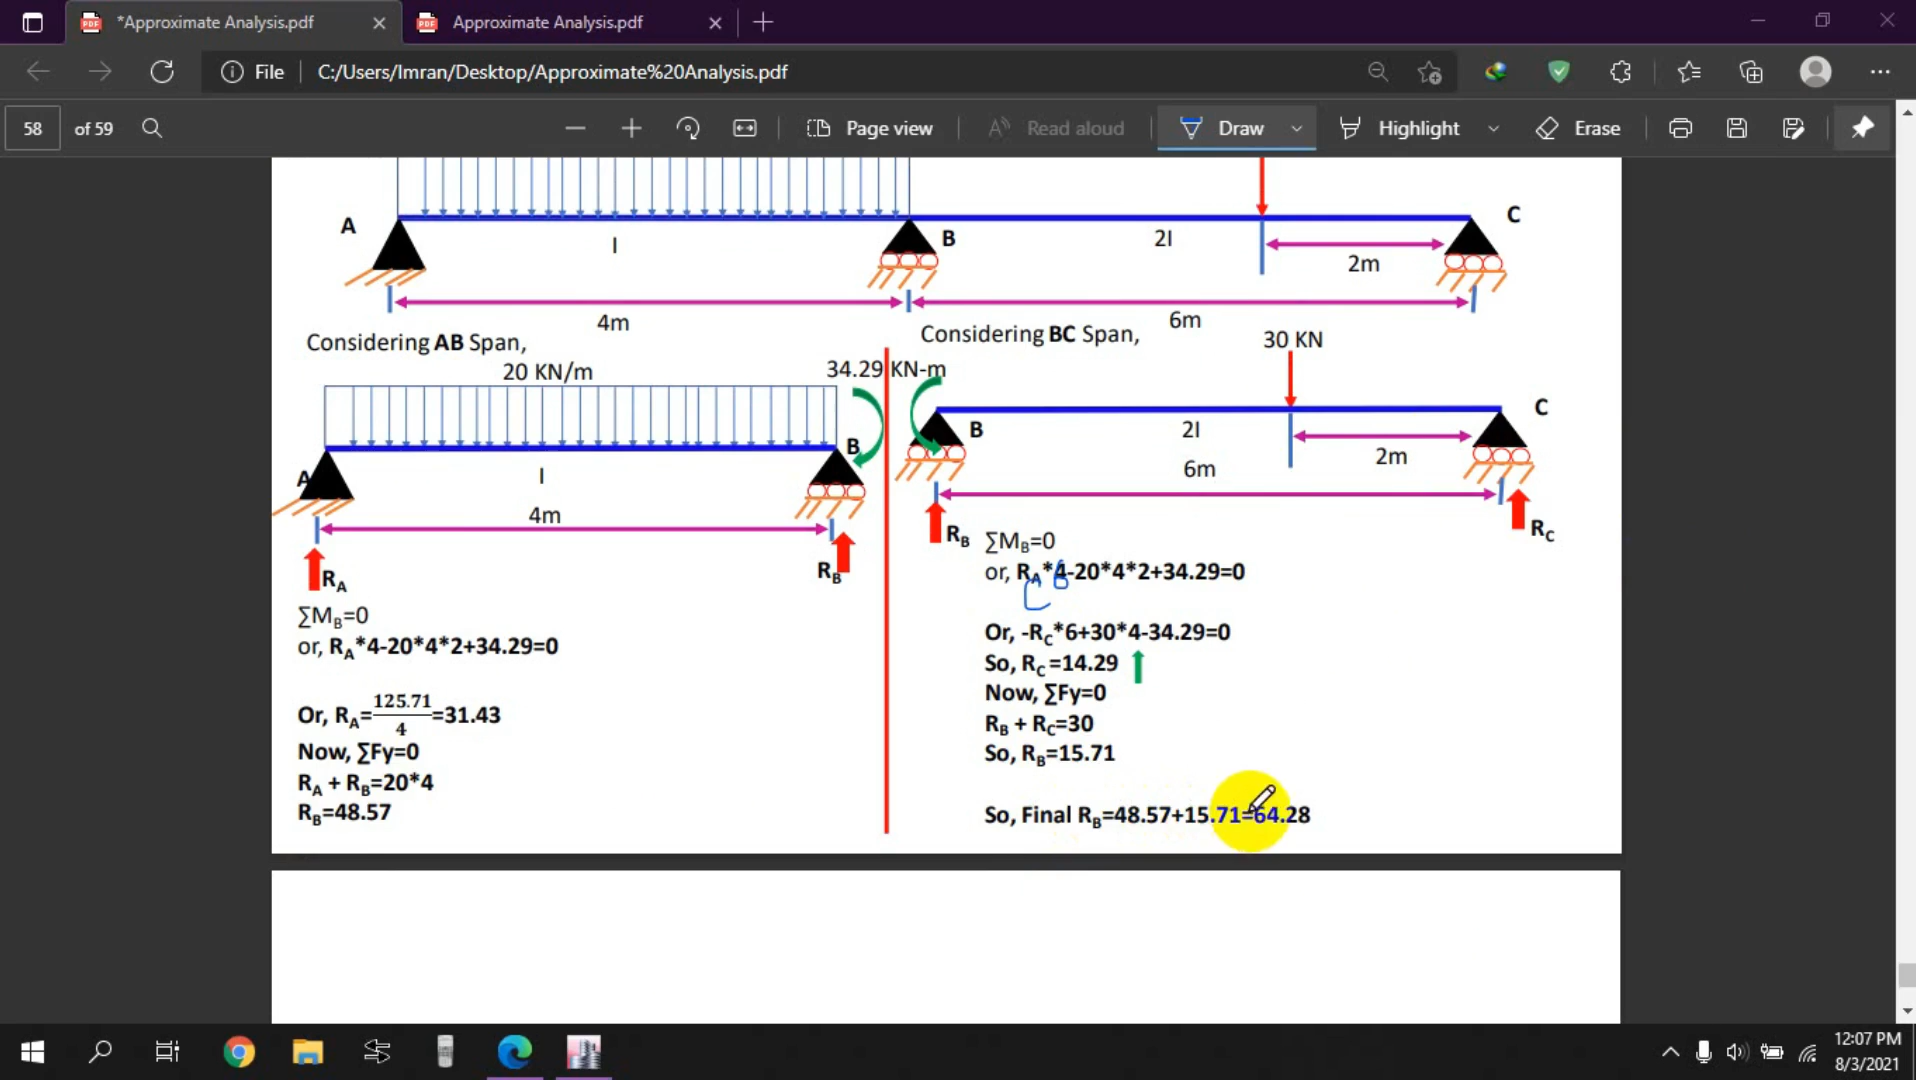 *Approximate Analysis.pdf
Approximate Analysis.pdf
File
C:/Users/Imran/Desktop/Approximate%20Analysis.pdf
58 of 59
Page view
Read aloud
Draw
Highlight
Erase
A
B
C
I
2I
2m
4m
6m
Considering AB Span,
20 KN/m
34.29 KN-m
A
B
I
4m
RA
RB
∑MB=0
or, RA*4-20*4*2+34.29=0
Or, RA=125.71/4=31.43
Now, ∑Fy=0
RA + RB=20*4
RB=48.57
Considering BC Span,
30 KN
B
C
2I
6m
2m
RB
RC
∑MB=0
or, RA*4-20*4*2+34.29=0
C 6
Or, -RC*6+30*4-34.29=0
So, RC=14.29
Now, ∑Fy=0
RB + RC=30
So, RB=15.71
So, Final RB=48.57+15.71=64.28
12:07 PM
8/3/2021